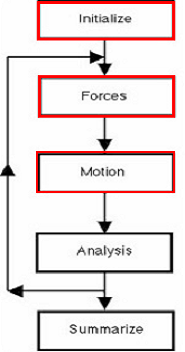 Initialize
Forces
Motion
Analysis
Summarize